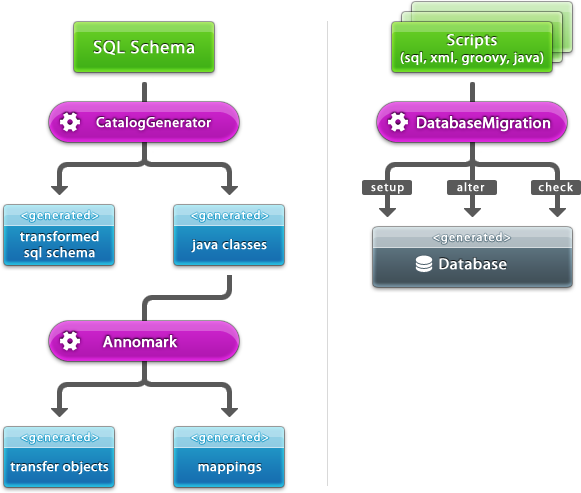 SQL Schema
CatalogGenerator
<generated>
transformed
sql schema
<generated>
java classes
Annomark
<generated>
transfer objects
<generated>
mappings
Scripts
(sql, xml, groovy, java)
DatabaseMigration
setup
alter
check
<generated>
Database